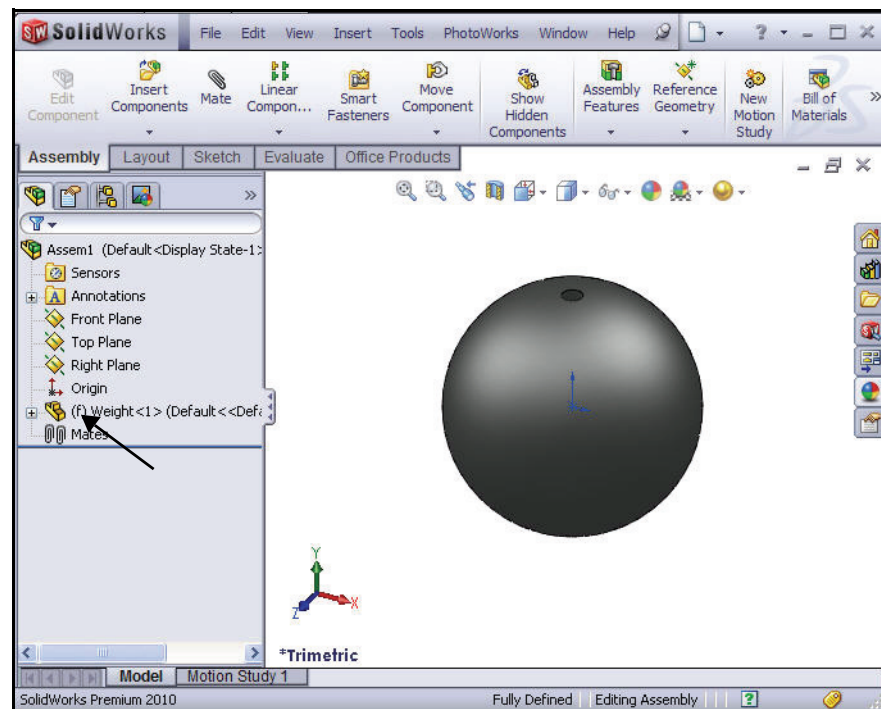 SolidWorks File Edit View Insert Tools PhotoWorks Window Help ?
Edit Component
Insert Components
Mate
Linear Compon...
Smart Fasteners
Move Component
Show Hidden Components
Assembly Features
Reference Geometry
New Motion Study
Bill of Materials
Assembly Layout Sketch Evaluate Office Products
Assem1 (Default<Display State-1>
Sensors
Annotations
Front Plane
Top Plane
Right Plane
Origin
(f) Weight<1> (Default<<Defa
Mates
Y
X
Z
*Trimetric
Model Motion Study 1
SolidWorks Premium 2010 Fully Defined Editing Assembly ?